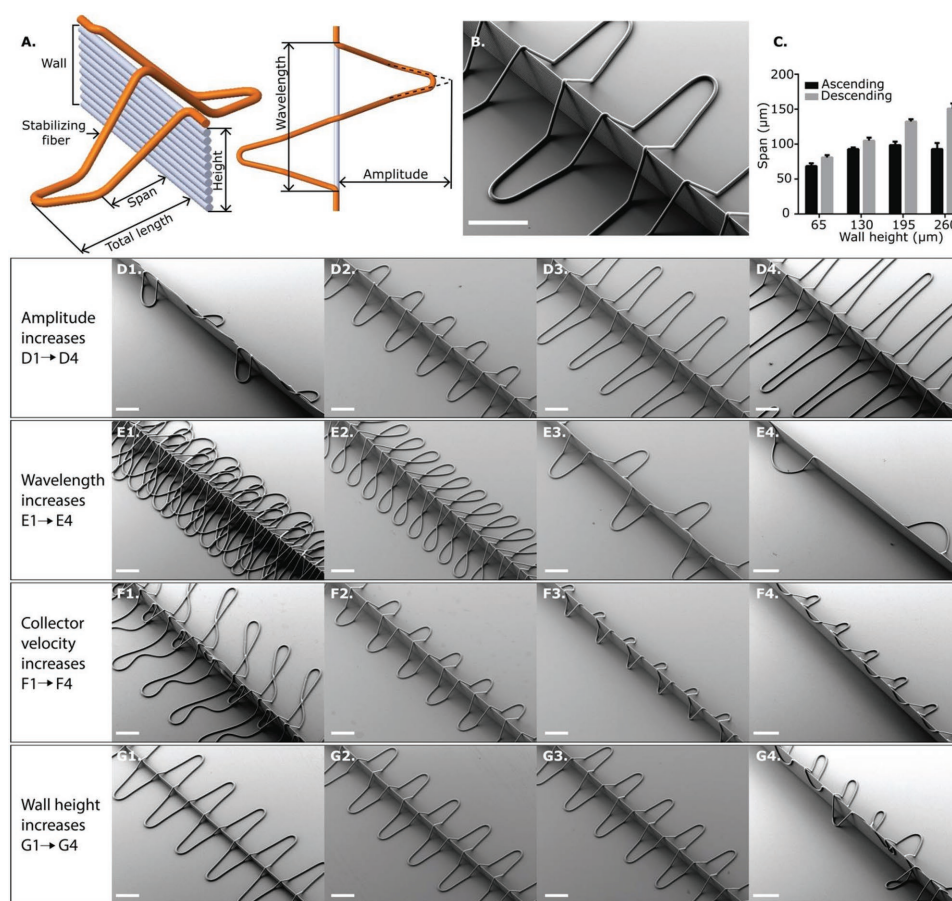 A.
Wall
Stabilizing
fiber
Span
Total length
Height
Wavelength
Amplitude
B.
C.
Ascending
Descending
Span (µm)
200
150
100
50
0
65 130 195 260
Wall height (µm)
Amplitude
increases
D1→D4
D1. D2. D3. D4.
Wavelength
increases
E1→E4
E1. E2. E3. E4.
Collector
velocity
increases
F1→F4
F1. F2. F3. F4.
Wall height
increases
G1→G4
G1. G2. G3. G4.